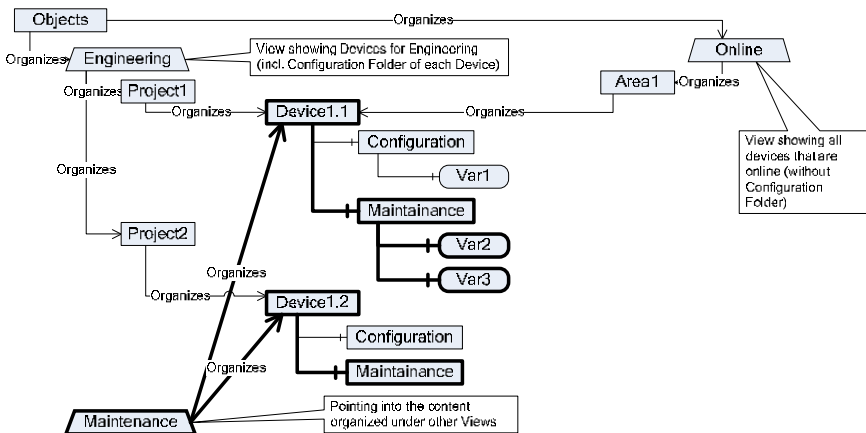 Objects
Organizes
Organizes
Engineering
View showing Devices for Engineering
(incl. Configuration Folder of each Device)
Online
Organizes
Project1
Organizes
Device1.1
Organizes
Area1
Organizes
Configuration
Var1
View showing all
devices that are
online (without
Configuration
Folder)
Organizes
Maintainance
Project2
Var2
Organizes
Var3
Organizes
Device1.2
Configuration
Organizes
Maintainance
Maintenance
Pointing into the content
organized under other Views